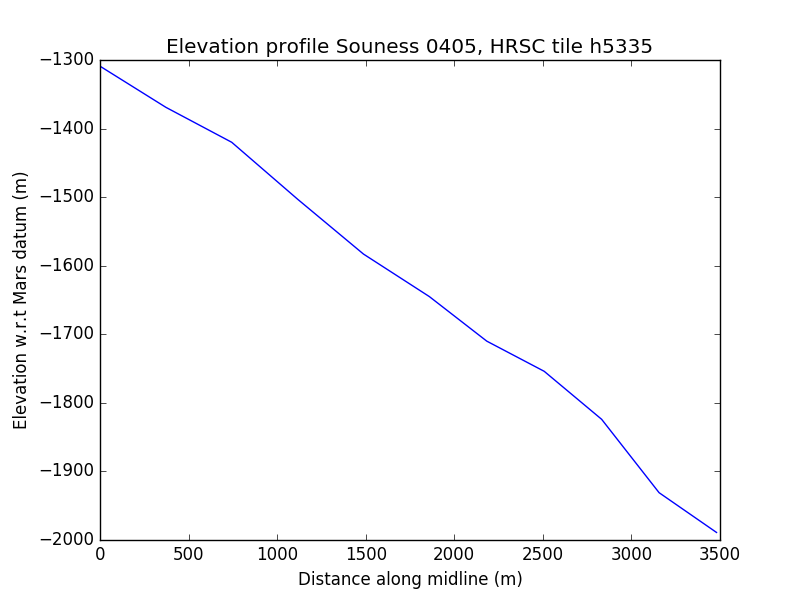 Elevation profile Souness 0405, HRSC tile h5335
−1300
−1400
−1500
−1600
−1700
−1800
−1900
−2000
Elevation w.r.t Mars datum (m)
0 500 1000 1500 2000 2500 3000 3500
Distance along midline (m)